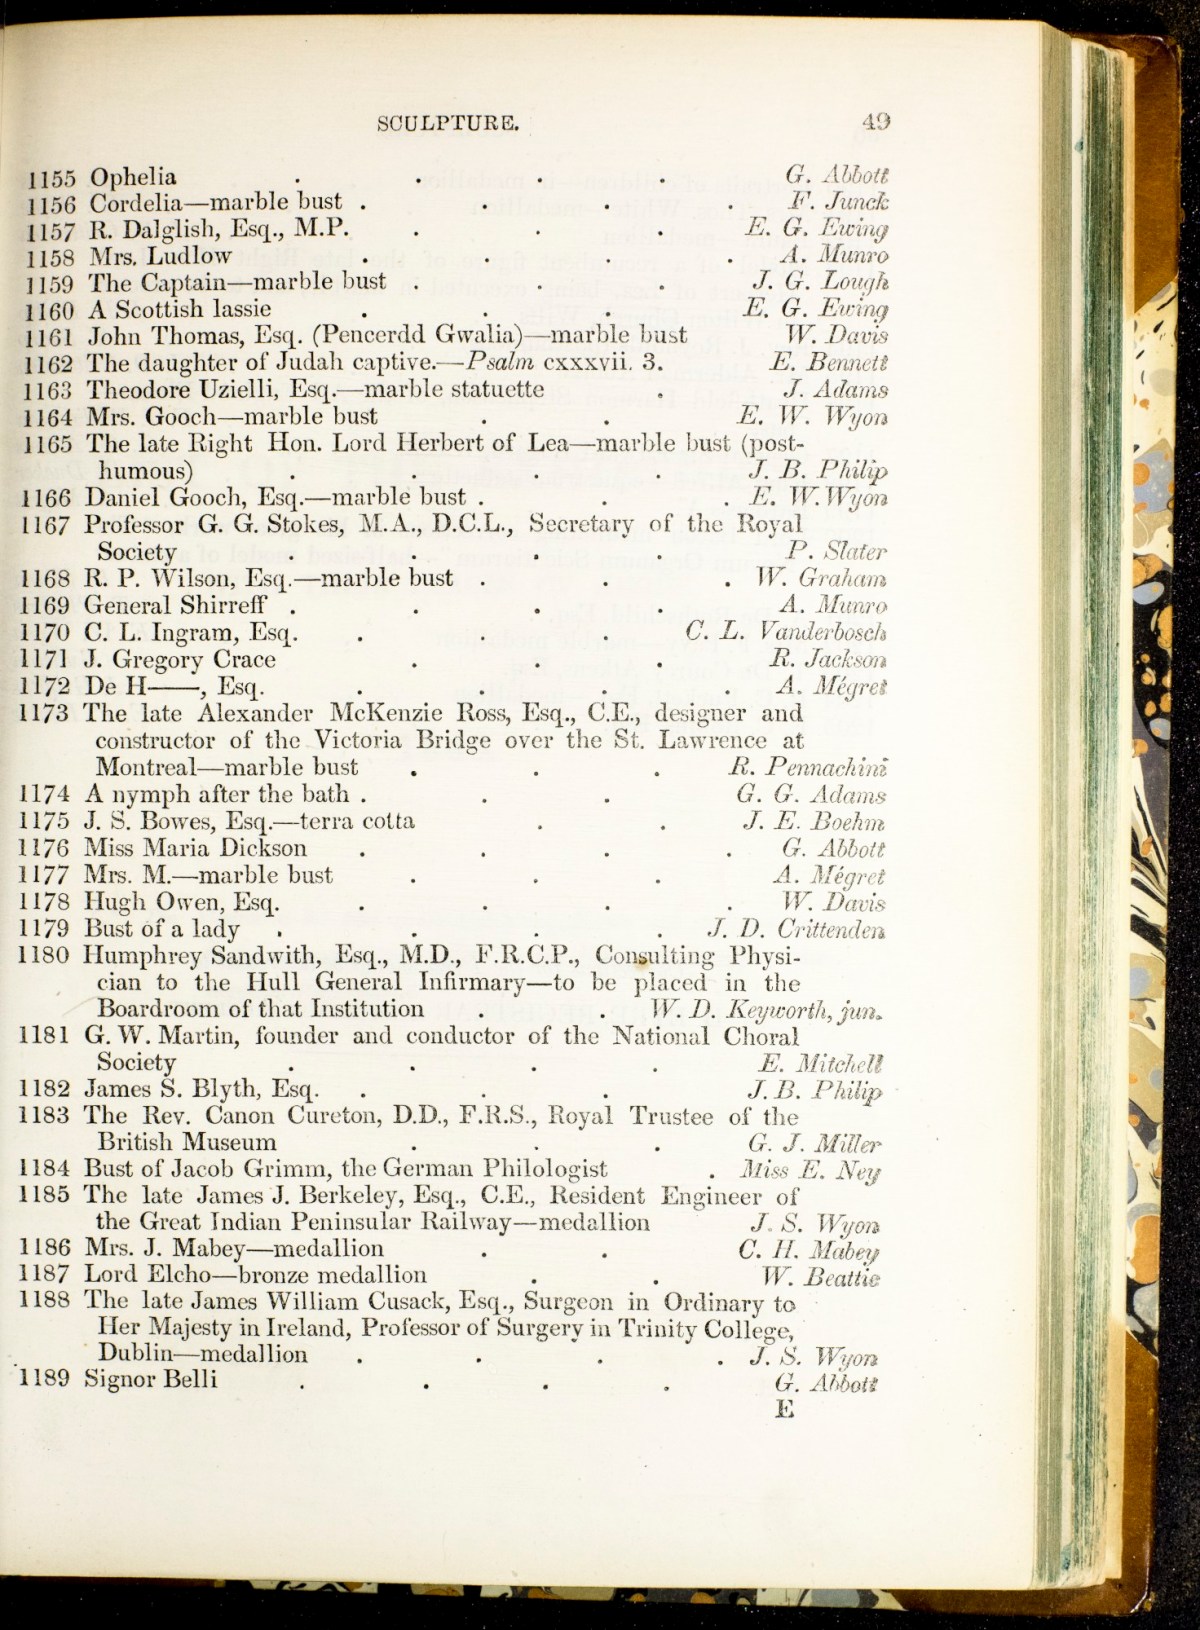 SCULPTURE. 49
1155 Ophelia . . . . G. Abbott
1156 Cordelia—marble bust . . . . F. Junck
1157 R. Dalglish, Esq., M.P. . . . E. G. Ewing
1158 Mrs. Ludlow . . . . A. Munro
1159 The Captain—marble bust . . . J. G. Lough
1160 A Scottish lassie . . . E. G. Ewing
1161 John Thomas, Esq. (Pencerdd Gwalia)—marble bust W. Davis
1162 The daughter of Judah captive.—Psalm cxxxvii. 3. E. Bennett
1163 Theodore Uzielli, Esq.—marble statuette . J. Adams
1164 Mrs. Gooch—marble bust . . E. W. Wyon
1165 The late Right Hon. Lord Herbert of Lea—marble bust (post-
humous) . . . . J. B. Philip
1166 Daniel Gooch, Esq.—marble bust . . . E. W. Wyon
1167 Professor G. G. Stokes, M.A., D.C.L., Secretary of the Royal
Society . . . . P. Slater
1168 R. P. Wilson, Esq.—marble bust . . . W. Graham
1169 General Shirreff . . . . A. Munro
1170 C. L. Ingram, Esq. . . . C. L. Vanderbosch
1171 J. Gregory Crace . . . R. Jackson
1172 De H——, Esq. . . . . A. Mégret
1173 The late Alexander McKenzie Ross, Esq., C.E., designer and
constructor of the Victoria Bridge over the St. Lawrence at
Montreal—marble bust . . . R. Pennachini
1174 A nymph after the bath . . . G. G. Adams
1175 J. S. Bowes, Esq.—terra cotta . . J. E. Boehm
1176 Miss Maria Dickson . . . . G. Abbott
1177 Mrs. M.—marble bust . . . A. Mégret
1178 Hugh Owen, Esq. . . . . W. Davis
1179 Bust of a lady . . . . J. D. Crittenden
1180 Humphrey Sandwith, Esq., M.D., F.R.C.P., Consulting Physi-
cian to the Hull General Infirmary—to be placed in the
Boardroom of that Institution . . W. D. Keyworth, jun.
1181 G. W. Martin, founder and conductor of the National Choral
Society . . . . E. Mitchell
1182 James S. Blyth, Esq. . . . J. B. Philip
1183 The Rev. Canon Cureton, D.D., F.R.S., Royal Trustee of the
British Museum . . . G. J. Miller
1184 Bust of Jacob Grimm, the German Philologist . Miss E. Ney
1185 The late James J. Berkeley, Esq., C.E., Resident Engineer of
the Great Indian Peninsular Railway—medallion J. S. Wyon
1186 Mrs. J. Mabey—medallion . . C. H. Mabey
1187 Lord Elcho—bronze medallion . . W. Beattie
1188 The late James William Cusack, Esq., Surgeon in Ordinary to
Her Majesty in Ireland, Professor of Surgery in Trinity College,
Dublin—medallion . . . . J. S. Wyon
1189 Signor Belli . . . . G. Abbott
E